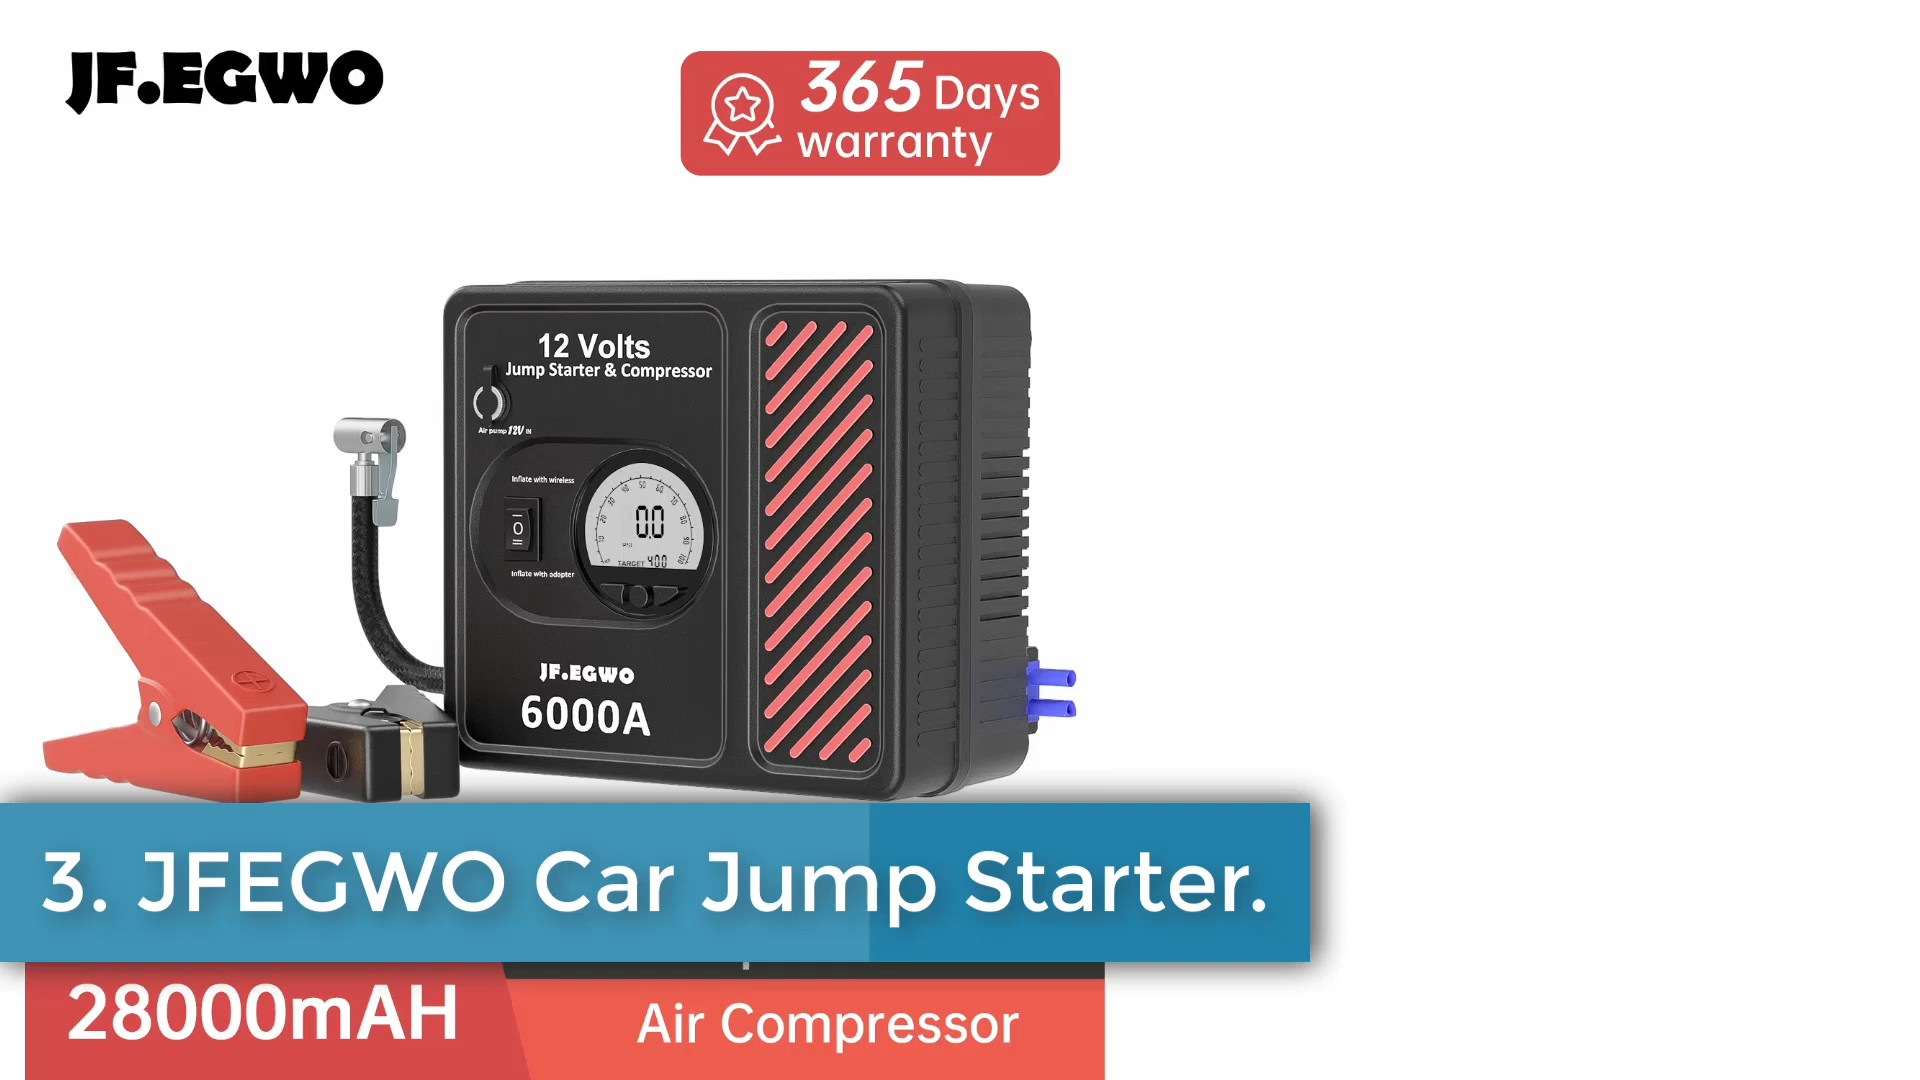 JF.EGWO
365 Days
warranty
12 Volts
Jump Starter & Compressor
Air pump 12V IN
Inflate with wireless
Inflate with adapter
0.0
TARGET 400
JF.EGWO
6000A
3. JFEGWO Car Jump Starter.
28000mAH
Air Compressor